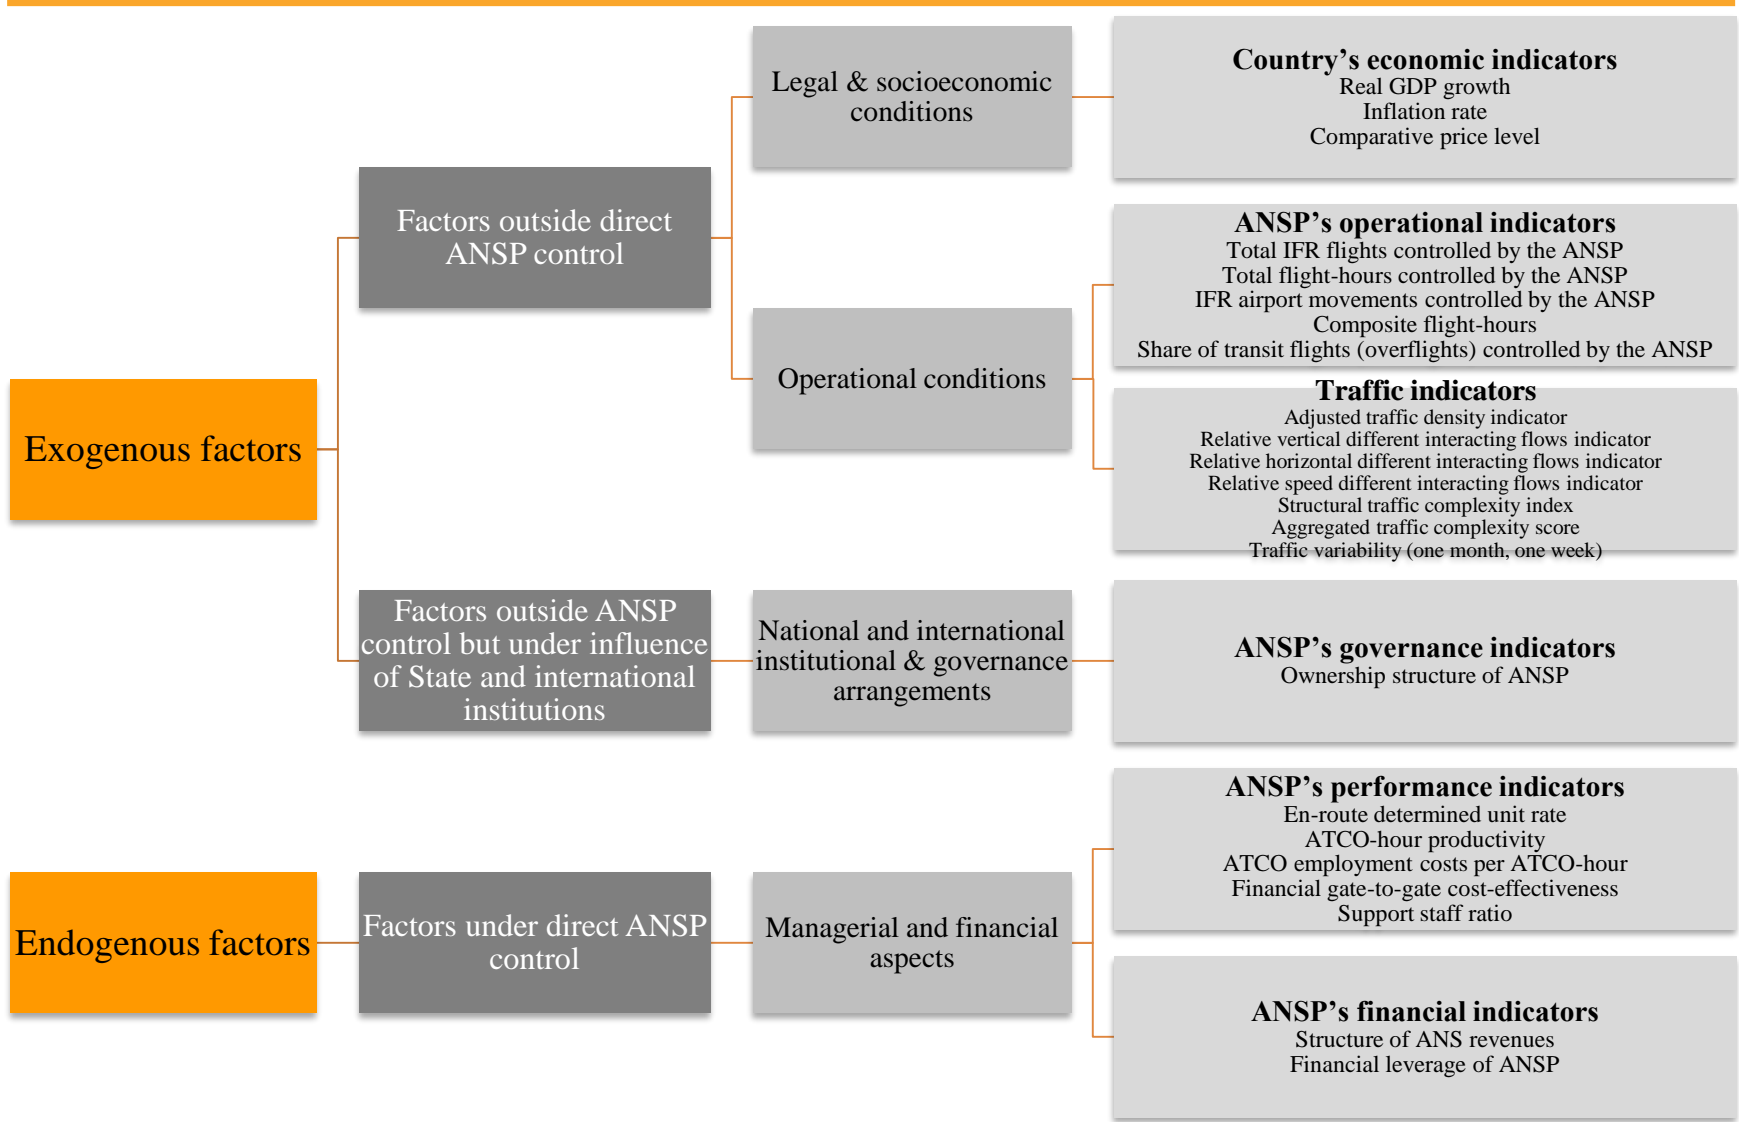 Exogenous factors
Factors outside direct
ANSP control
Legal & socioeconomic
conditions
Country’s economic indicators
Real GDP growth
Inflation rate
Comparative price level
Operational conditions
ANSP’s operational indicators
Total IFR flights controlled by the ANSP
Total flight-hours controlled by the ANSP
IFR airport movements controlled by the ANSP
Composite flight-hours
Share of transit flights (overflights) controlled by the ANSP
Traffic indicators
Adjusted traffic density indicator
Relative vertical different interacting flows indicator
Relative horizontal different interacting flows indicator
Relative speed different interacting flows indicator
Structural traffic complexity index
Aggregated traffic complexity score
Traffic variability (one month, one week)
Factors outside ANSP
control but under influence
of State and international
institutions
National and international
institutional & governance
arrangements
ANSP’s governance indicators
Ownership structure of ANSP
Endogenous factors
Factors under direct ANSP
control
Managerial and financial
aspects
ANSP’s performance indicators
En-route determined unit rate
ATCO-hour productivity
ATCO employment costs per ATCO-hour
Financial gate-to-gate cost-effectiveness
Support staff ratio
ANSP’s financial indicators
Structure of ANS revenues
Financial leverage of ANSP